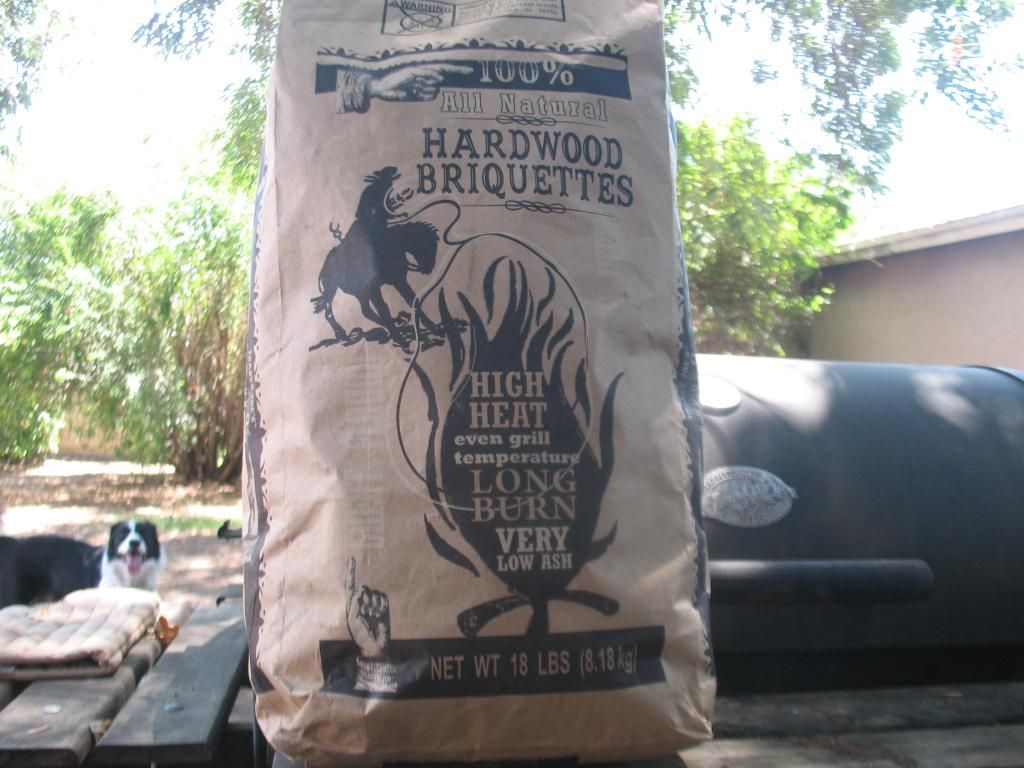 WARNING
100%
All Natural
HARDWOOD
BRIQUETTES
HIGH
HEAT
even grill
temperature
LONG
BURN
VERY
LOW ASH
NET WT 18 LBS (8.18 kg)